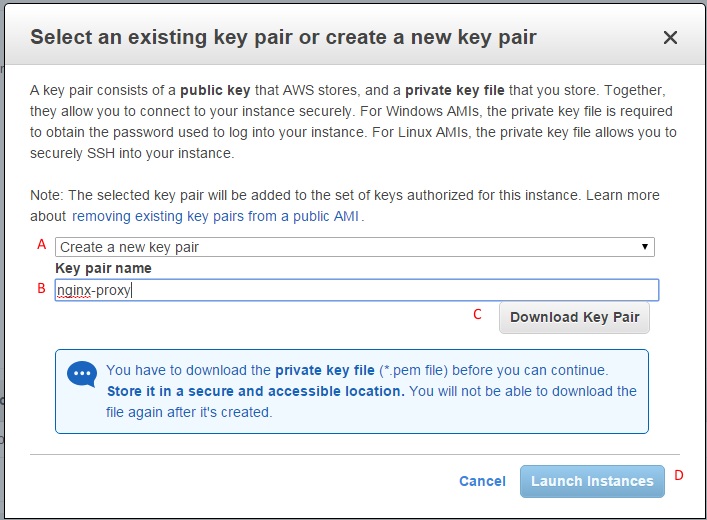 Select an existing key pair or create a new key pair
A key pair consists of a public key that AWS stores, and a private key file that you store. Together,
they allow you to connect to your instance securely. For Windows AMIs, the private key file is required
to obtain the password used to log into your instance. For Linux AMIs, the private key file allows you to
securely SSH into your instance.
Note: The selected key pair will be added to the set of keys authorized for this instance. Learn more
about removing existing key pairs from a public AMI.
A Create a new key pair
Key pair name
B nginx-proxy
C Download Key Pair
You have to download the private key file (*.pem file) before you can continue.
Store it in a secure and accessible location. You will not be able to download the
file again after it's created.
Cancel Launch Instances D